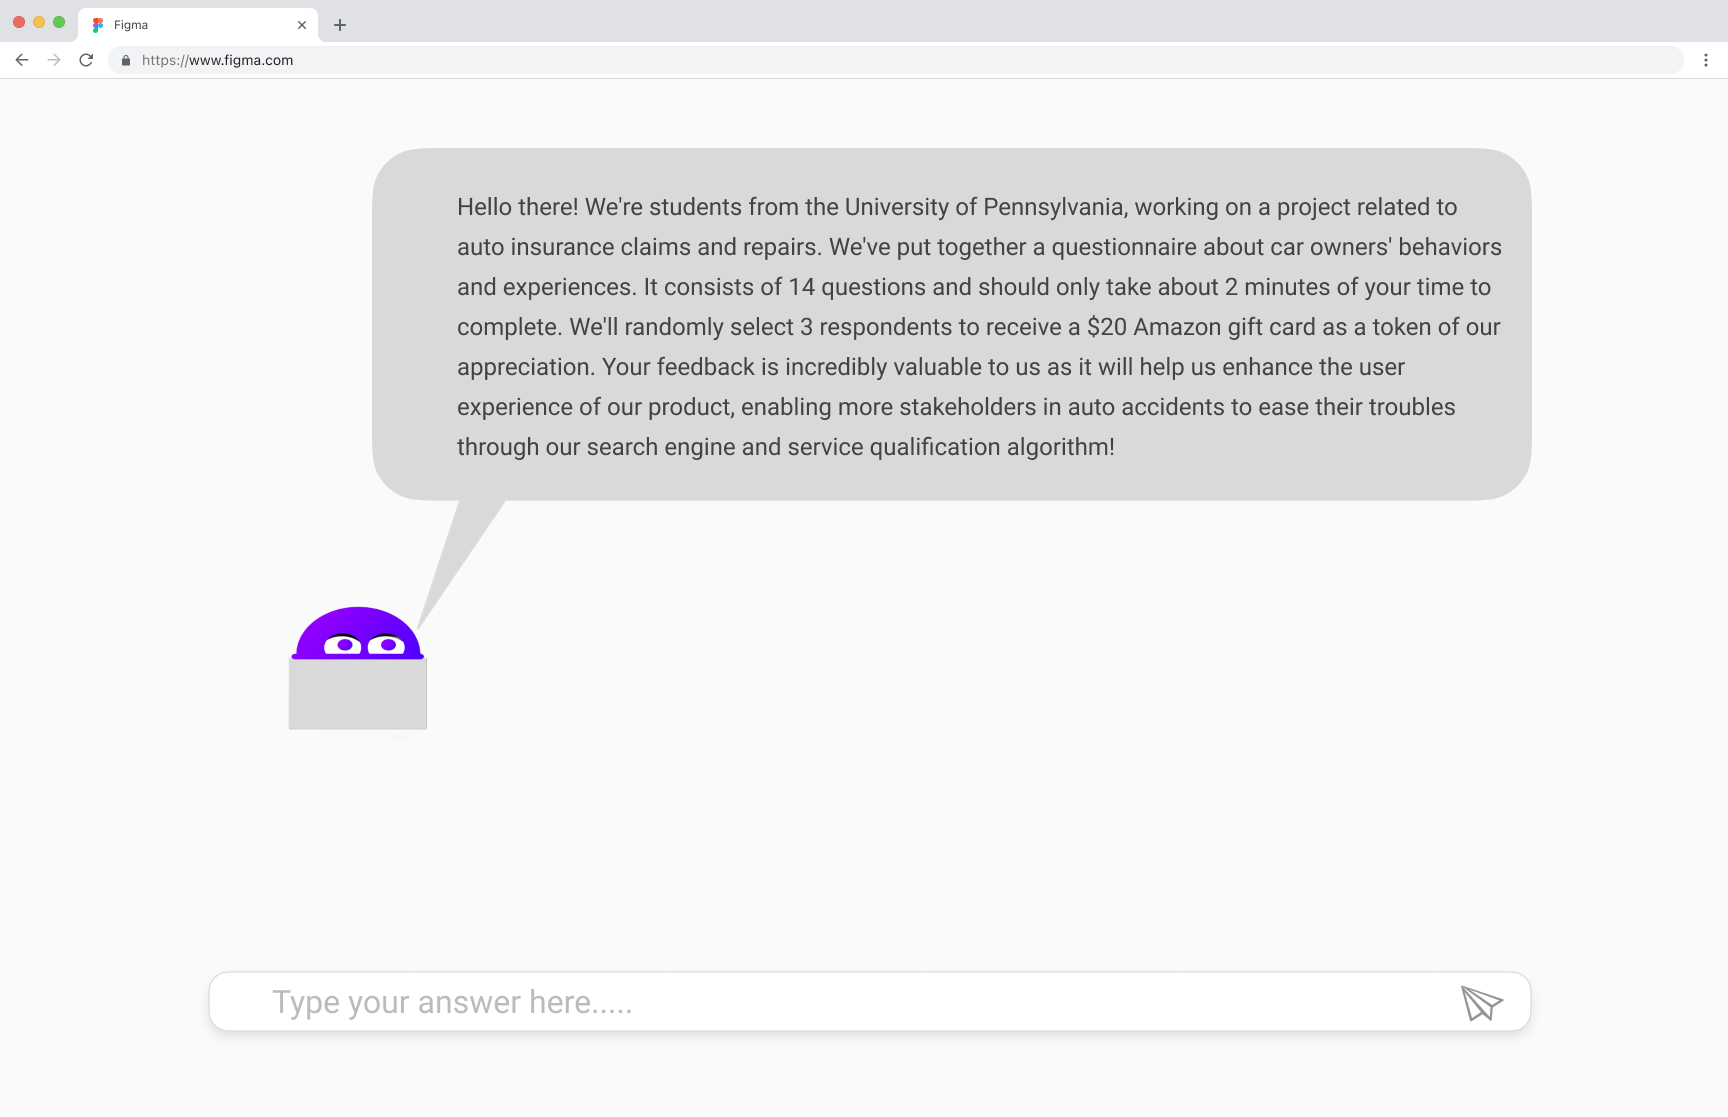 Figma
https://www.figma.com
Hello there! We're students from the University of Pennsylvania, working on a project related to
auto insurance claims and repairs. We've put together a questionnaire about car owners' behaviors
and experiences. It consists of 14 questions and should only take about 2 minutes of your time to
complete. We'll randomly select 3 respondents to receive a $20 Amazon gift card as a token of our
appreciation. Your feedback is incredibly valuable to us as it will help us enhance the user
experience of our product, enabling more stakeholders in auto accidents to ease their troubles
through our search engine and service qualification algorithm!
Type your answer here.....